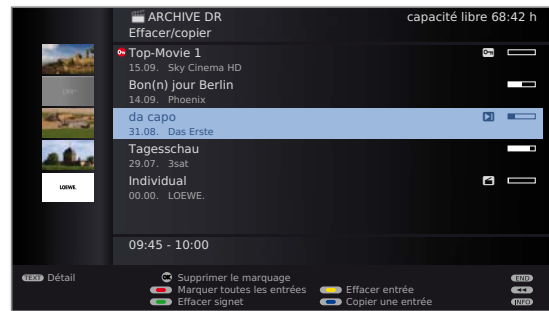 ARCHIVE DR capacité libre 68:42 h
Effacer/copier
Top-Movie 1
15.09. Sky Cinema HD
Bon(n) jour Berlin
14.09. Phoenix
da capo
31.08. Das Erste
Tagesschau
29.07. 3sat
Individual
00.00. LOEWE.
LOEWE.
09:45 - 10:00
TEXT Détail
OK Supprimer le marquage
END
Marquer toutes les entrées
Effacer entrée
Effacer signet
Copier une entrée
INFO